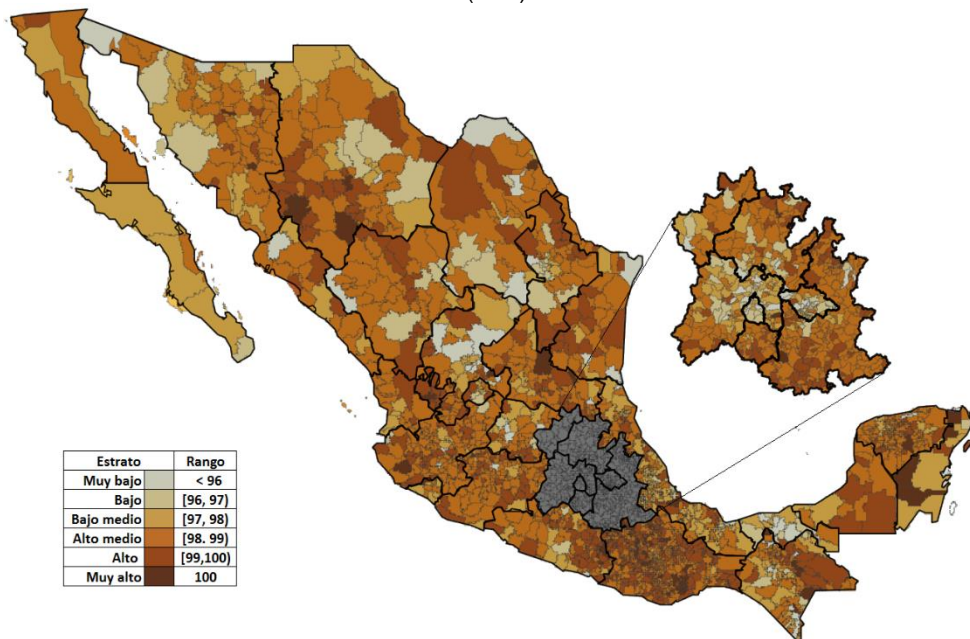 Estrato Rango
Muy bajo < 96
Bajo [96, 97)
Bajo medio [97, 98)
Alto medio [98. 99)
Alto [99,100)
Muy alto 100